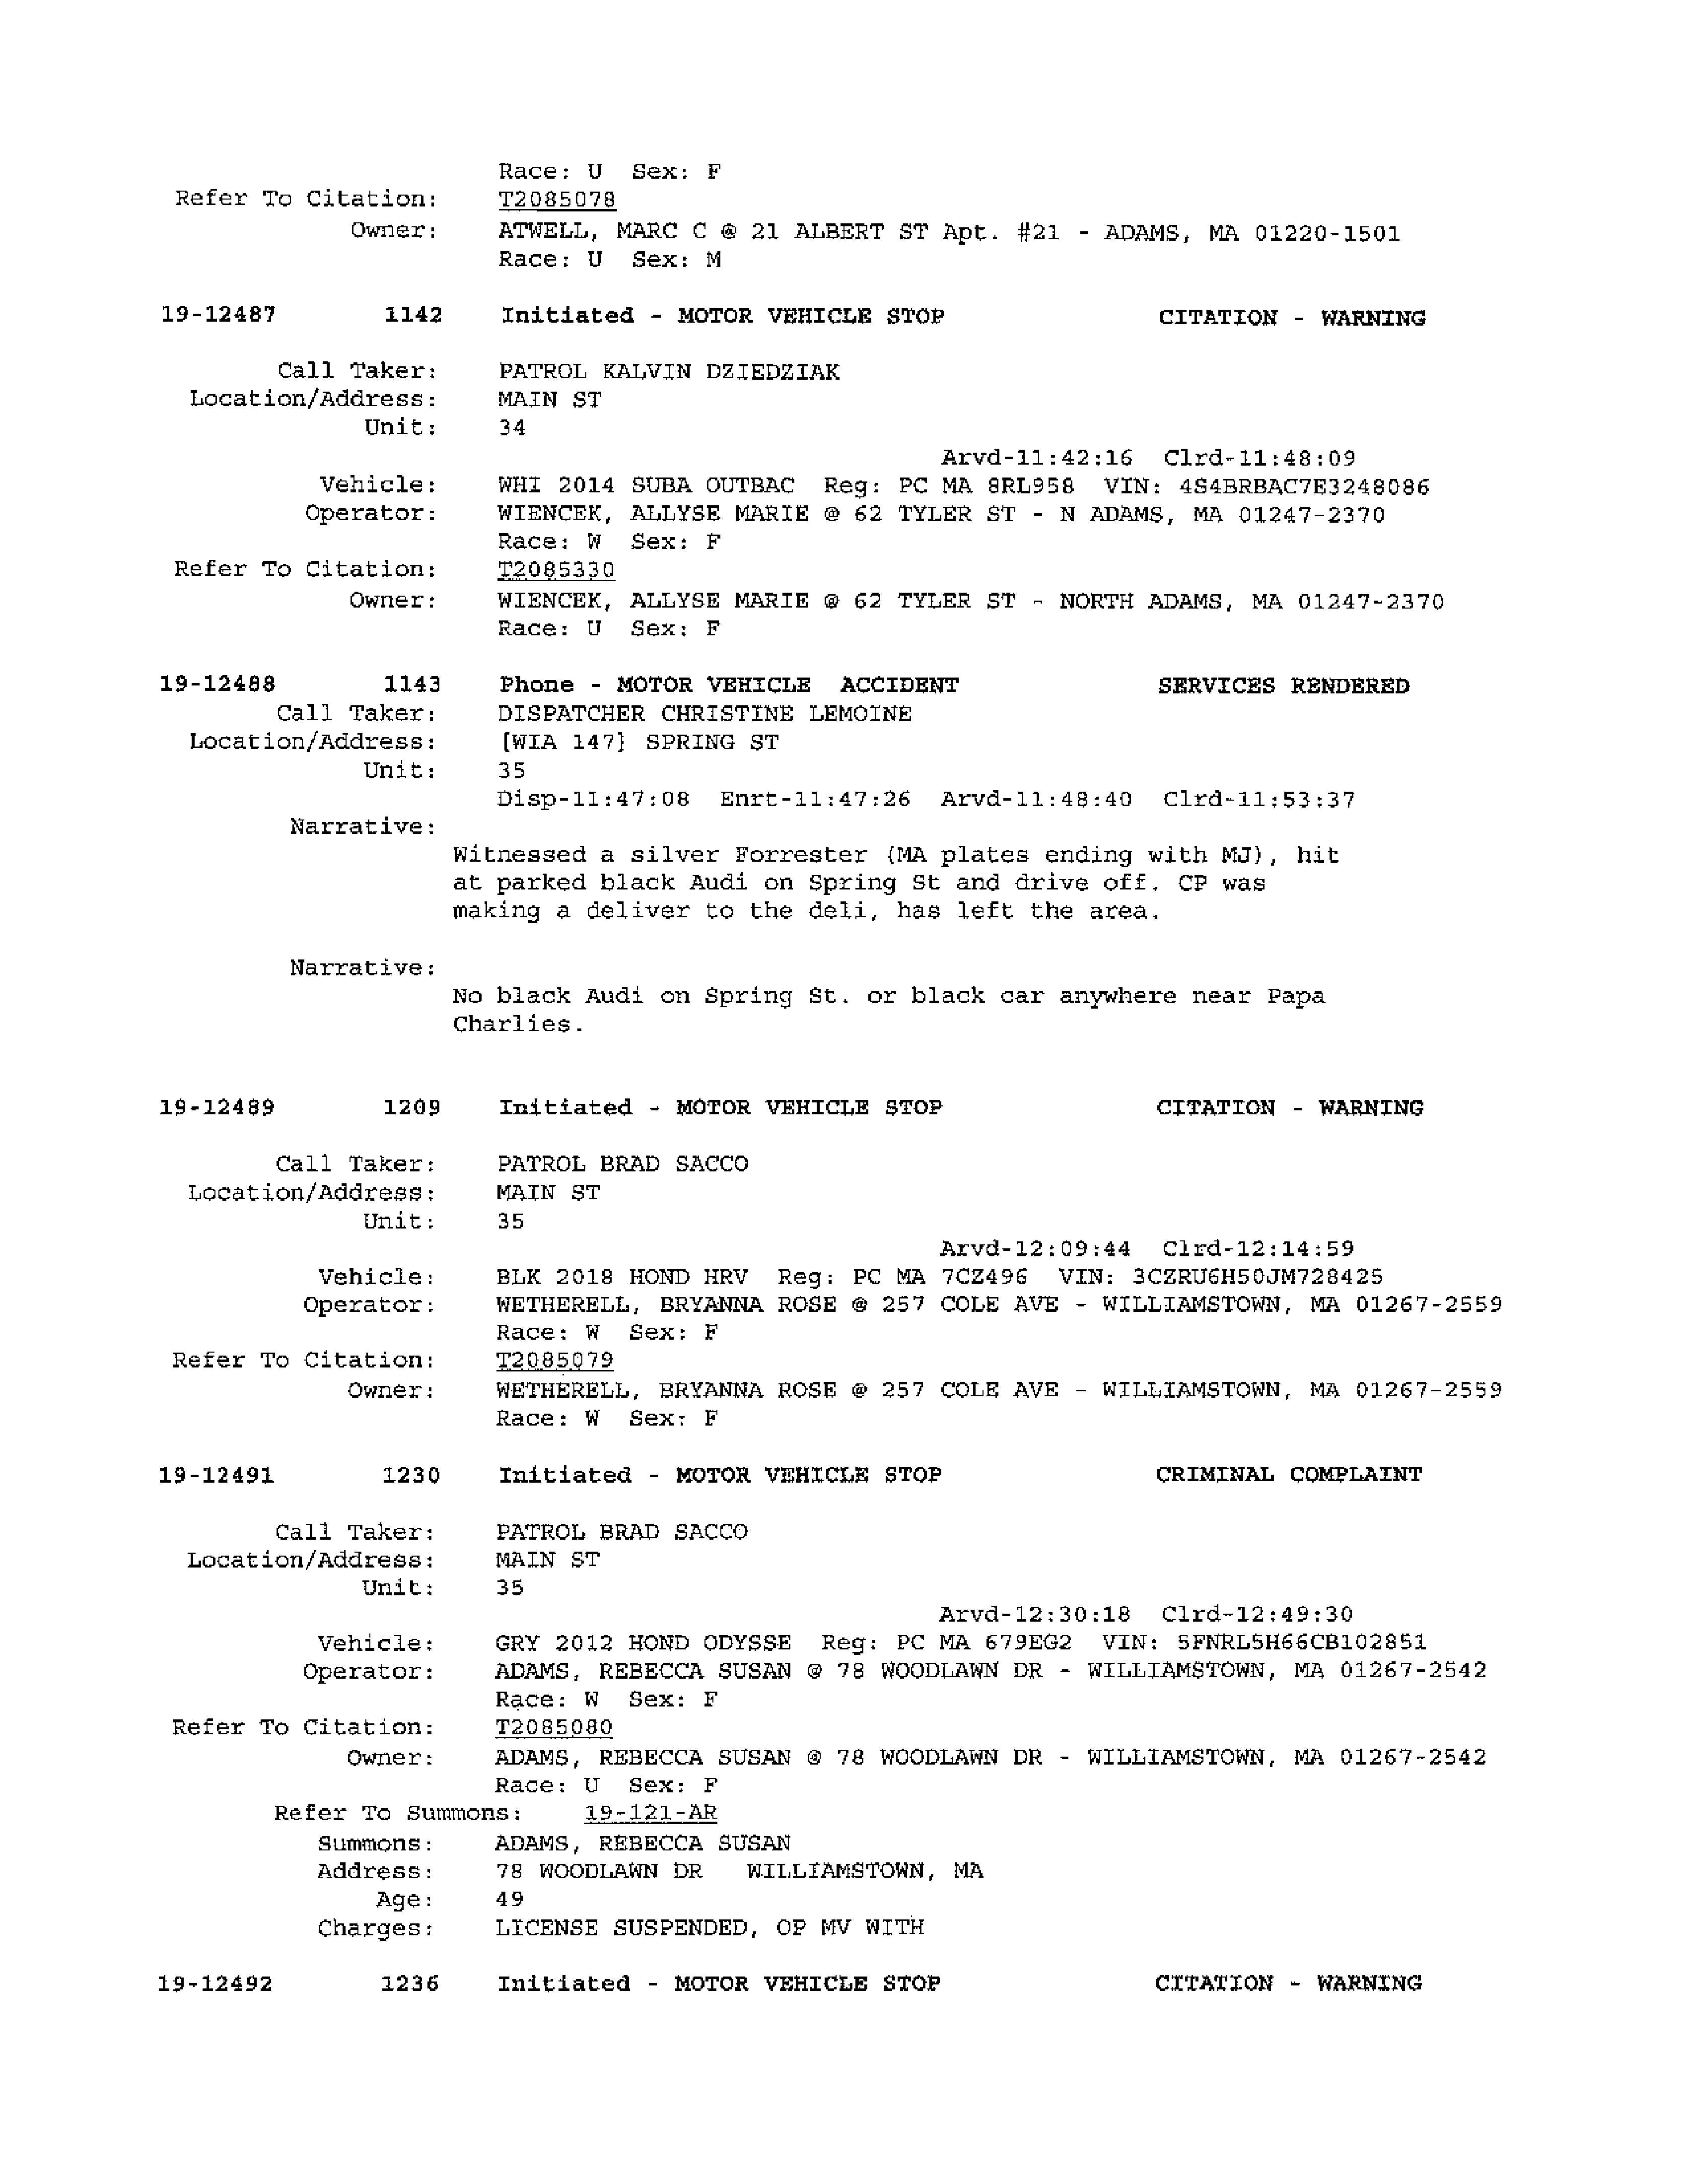 Race: U Sex: F
Refer To Citation: T2085078
Owner: ATWELL, MARC C @ 21 ALBERT ST Apt. #21 - ADAMS, MA 01220-1501
Race: U Sex: M
19-12487 1142 Initiated - MOTOR VEHICLE STOP CITATION - WARNING
Call Taker: PATROL KALVIN DZIEDZIAK
Location/Address: MAIN ST
Unit: 34
Arvd-11:42:16 Clrd-11:48:09
Vehicle: WHI 2014 SUBA OUTBAC Reg: PC MA 8RL958 VIN: 4S4BRBAC7E3248086
Operator: WIENCEK, ALLYSE MARIE @ 62 TYLER ST - N ADAMS, MA 01247-2370
Race: W Sex: F
Refer To Citation: T2085330
Owner: WIENCEK, ALLYSE MARIE @ 62 TYLER ST - NORTH ADAMS, MA 01247-2370
Race: U Sex: F
19-12488 1143 Phone - MOTOR VEHICLE ACCIDENT SERVICES RENDERED
Call Taker: DISPATCHER CHRISTINE LEMOINE
Location/Address: [WIA 147] SPRING ST
Unit: 35
Disp-11:47:08 Enrt-11:47:26 Arvd-11:48:40 Clrd-11:53:37
Narrative:
Witnessed a silver Forrester (MA plates ending with MJ), hit
at parked black Audi on Spring St and drive off. CP was
making a deliver to the deli, has left the area.
Narrative:
No black Audi on Spring St. or black car anywhere near Papa
Charlies.
19-12489 1209 Initiated - MOTOR VEHICLE STOP CITATION - WARNING
Call Taker: PATROL BRAD SACCO
Location/Address: MAIN ST
Unit: 35
Arvd-12:09:44 Clrd-12:14:59
Vehicle: BLK 2018 HOND HRV Reg: PC MA 7CZ496 VIN: 3CZRU6H50JM728425
Operator: WETHERELL, BRYANNA ROSE @ 257 COLE AVE - WILLIAMSTOWN, MA 01267-2559
Race: W Sex: F
Refer To Citation: T2085079
Owner: WETHERELL, BRYANNA ROSE @ 257 COLE AVE - WILLIAMSTOWN, MA 01267-2559
Race: W Sex: F
19-12491 1230 Initiated - MOTOR VEHICLE STOP CRIMINAL COMPLAINT
Call Taker: PATROL BRAD SACCO
Location/Address: MAIN ST
Unit: 35
Arvd-12:30:18 Clrd-12:49:30
Vehicle: GRY 2012 HOND ODYSSE Reg: PC MA 679EG2 VIN: 5FNRL5H66CB102851
Operator: ADAMS, REBECCA SUSAN @ 78 WOODLAWN DR - WILLIAMSTOWN, MA 01267-2542
Race: W Sex: F
Refer To Citation: T2085080
Owner: ADAMS, REBECCA SUSAN @ 78 WOODLAWN DR - WILLIAMSTOWN, MA 01267-2542
Race: U Sex: F
Refer To Summons: 19-121-AR
Summons: ADAMS, REBECCA SUSAN
Address: 78 WOODLAWN DR WILLIAMSTOWN, MA
Age: 49
Charges: LICENSE SUSPENDED, OP MV WITH
19-12492 1236 Initiated - MOTOR VEHICLE STOP CITATION - WARNING